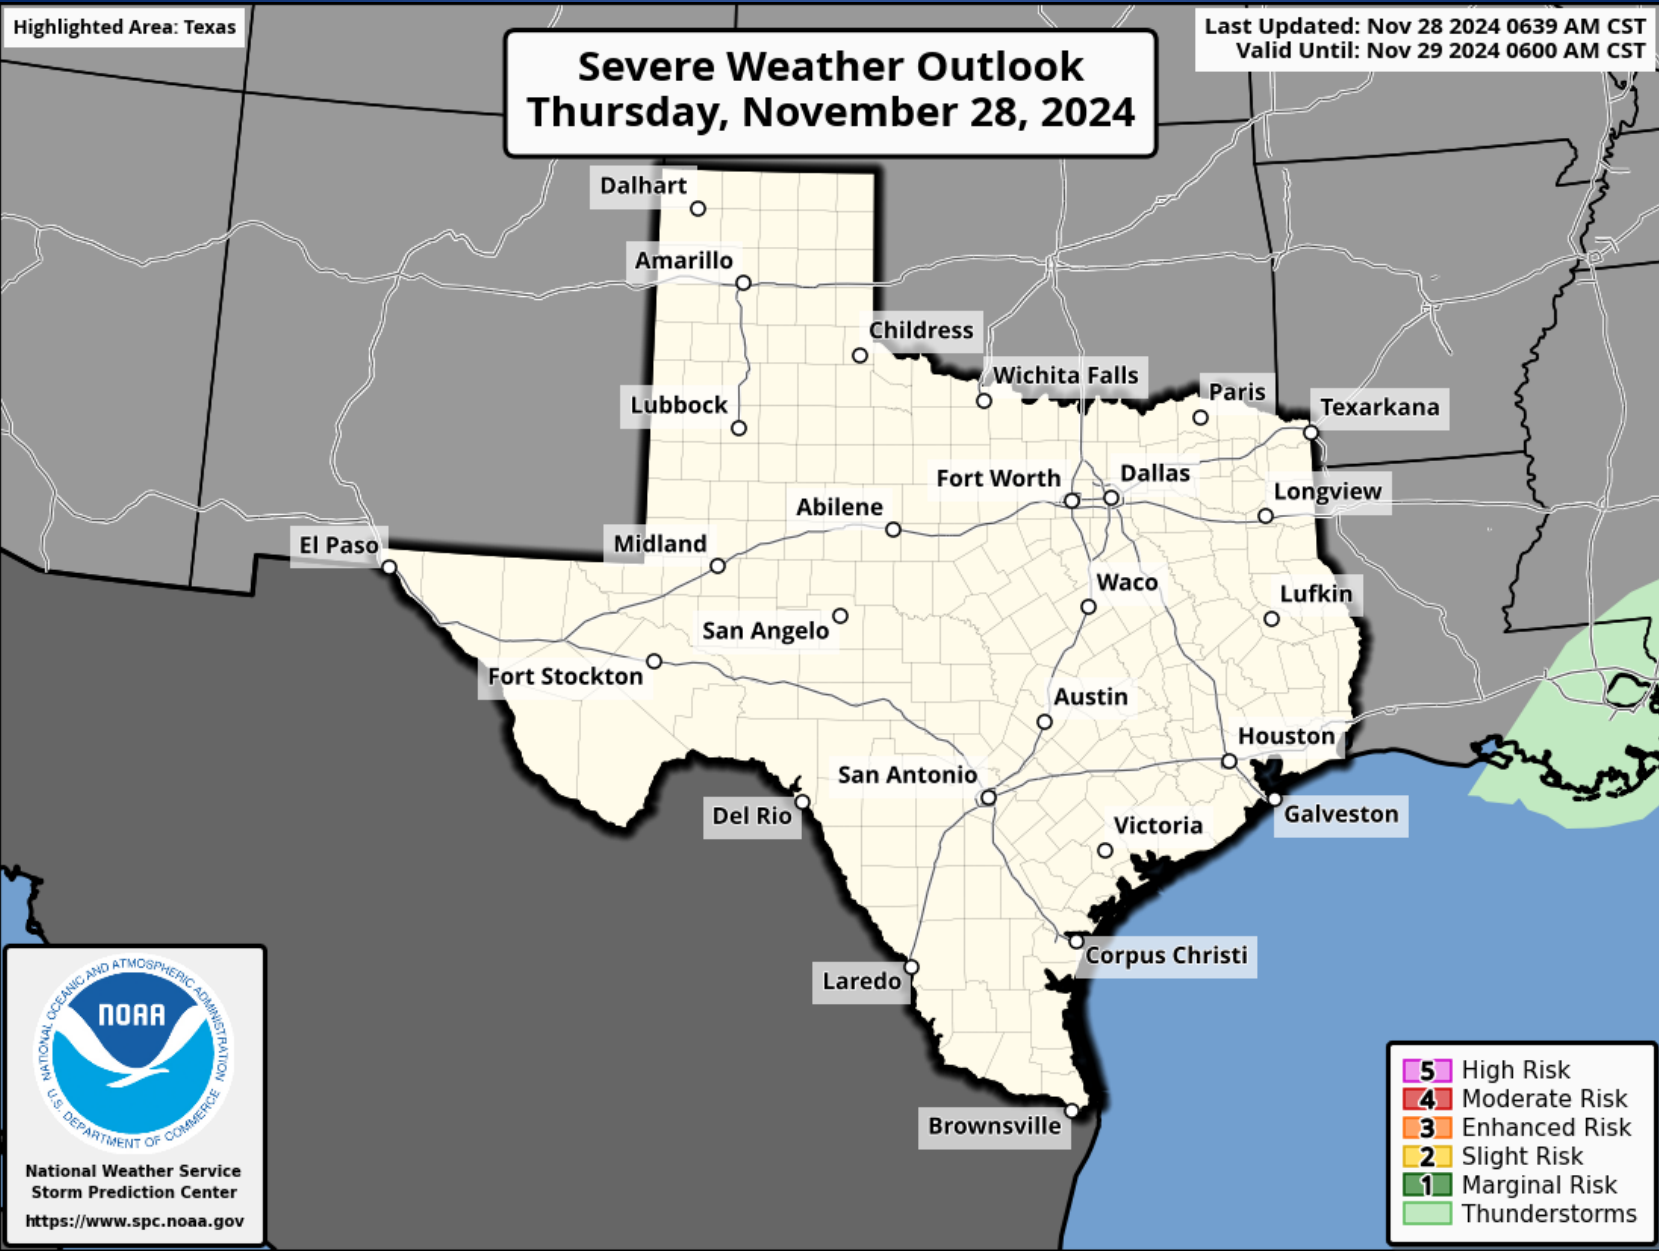 Highlighted Area: Texas
Last Updated: Nov 28 2024 0639 AM CST
Valid Until: Nov 29 2024 0600 AM CST
Severe Weather Outlook
Thursday, November 28, 2024
Dalhart
Amarillo
Childress
Wichita Falls
Paris
Texarkana
Lubbock
Fort Worth
Dallas
Longview
Abilene
El Paso
Midland
Waco
Lufkin
San Angelo
Fort Stockton
Austin
Houston
San Antonio
Del Rio
Galveston
Victoria
Corpus Christi
Laredo
Brownsville
NATIONAL OCEANIC AND ATMOSPHERIC ADMINISTRATION
NOAA
U.S. DEPARTMENT OF COMMERCE
National Weather Service
Storm Prediction Center
https://www.spc.noaa.gov
5 High Risk
4 Moderate Risk
3 Enhanced Risk
2 Slight Risk
1 Marginal Risk
Thunderstorms